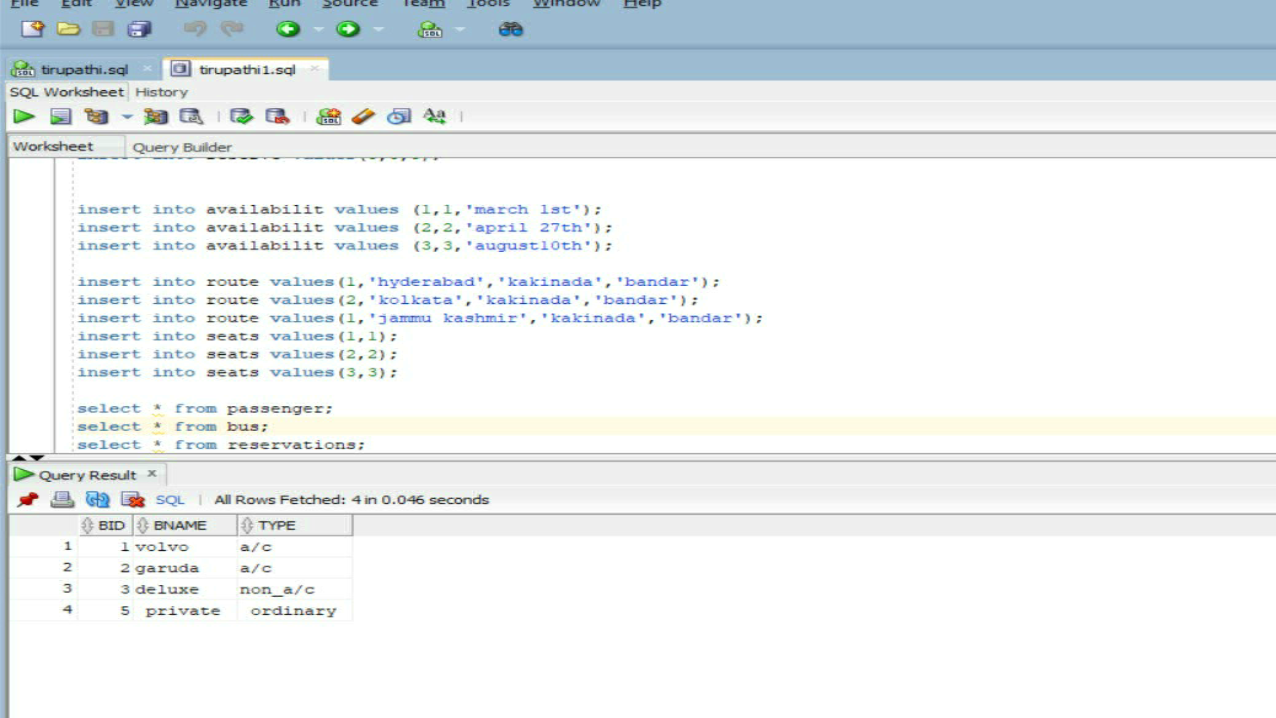 File Edit View Navigate Run Source Team Tools Window Help
tirupathi.sql tirupathi1.sql
SQL Worksheet History
Worksheet Query Builder
insert into availabilit values (1,1,'march 1st');
insert into availabilit values (2,2,'april 27th');
insert into availabilit values (3,3,'august10th');
insert into route values(1,'hyderabad','kakinada','bandar');
insert into route values(2,'kolkata','kakinada','bandar');
insert into route values(1,'jammu kashmir','kakinada','bandar');
insert into seats values(1,1);
insert into seats values(2,2);
insert into seats values(3,3);
select * from passenger;
select * from bus;
select * from reservations;
Query Result
SQL | All Rows Fetched: 4 in 0.046 seconds
BID BNAME TYPE
1 1 volvo a/c
2 2 garuda a/c
3 3 deluxe non_a/c
4 5 private ordinary